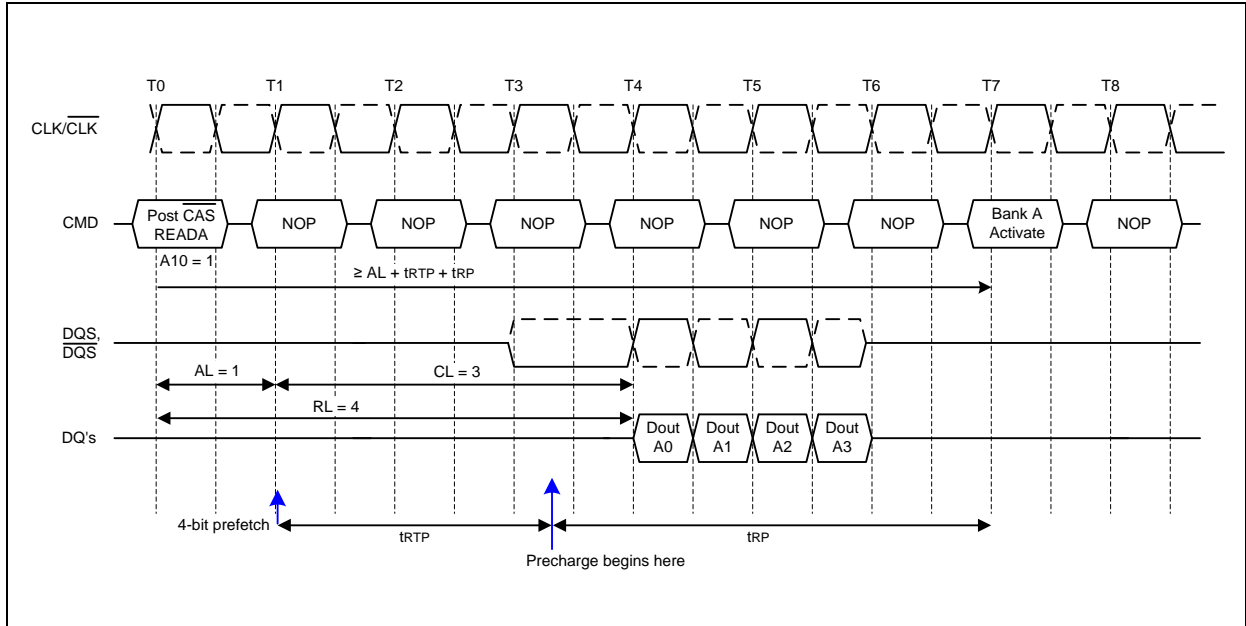 T0 T1 T2 T3 T4 T5 T6 T7 T8
CLK/CLK
CMD
Post CAS
READA
NOP
NOP
NOP
NOP
NOP
NOP
Bank A
Activate
NOP
A10 = 1
≥ AL + tRTP + tRP
DQS,
DQS
AL = 1
CL = 3
RL = 4
DQ's
Dout
A0
Dout
A1
Dout
A2
Dout
A3
4-bit prefetch
tRTP
tRP
Precharge begins here